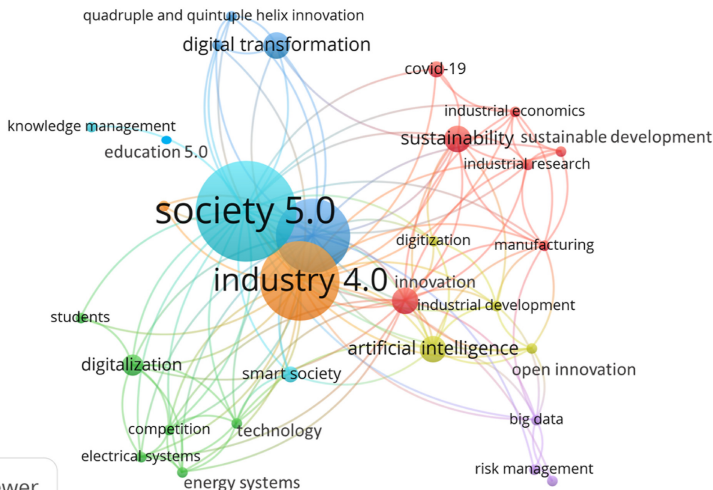 quadruple and quintuple helix innovation
digital transformation
covid-19
industrial economics
knowledge management
sustainability
sustainable development
education 5.0
industrial research
society 5.0
digitization
manufacturing
industry 4.0
innovation
industrial development
students
artificial intelligence
digitalization
smart society
open innovation
big data
competition
technology
electrical systems
risk management
energy systems